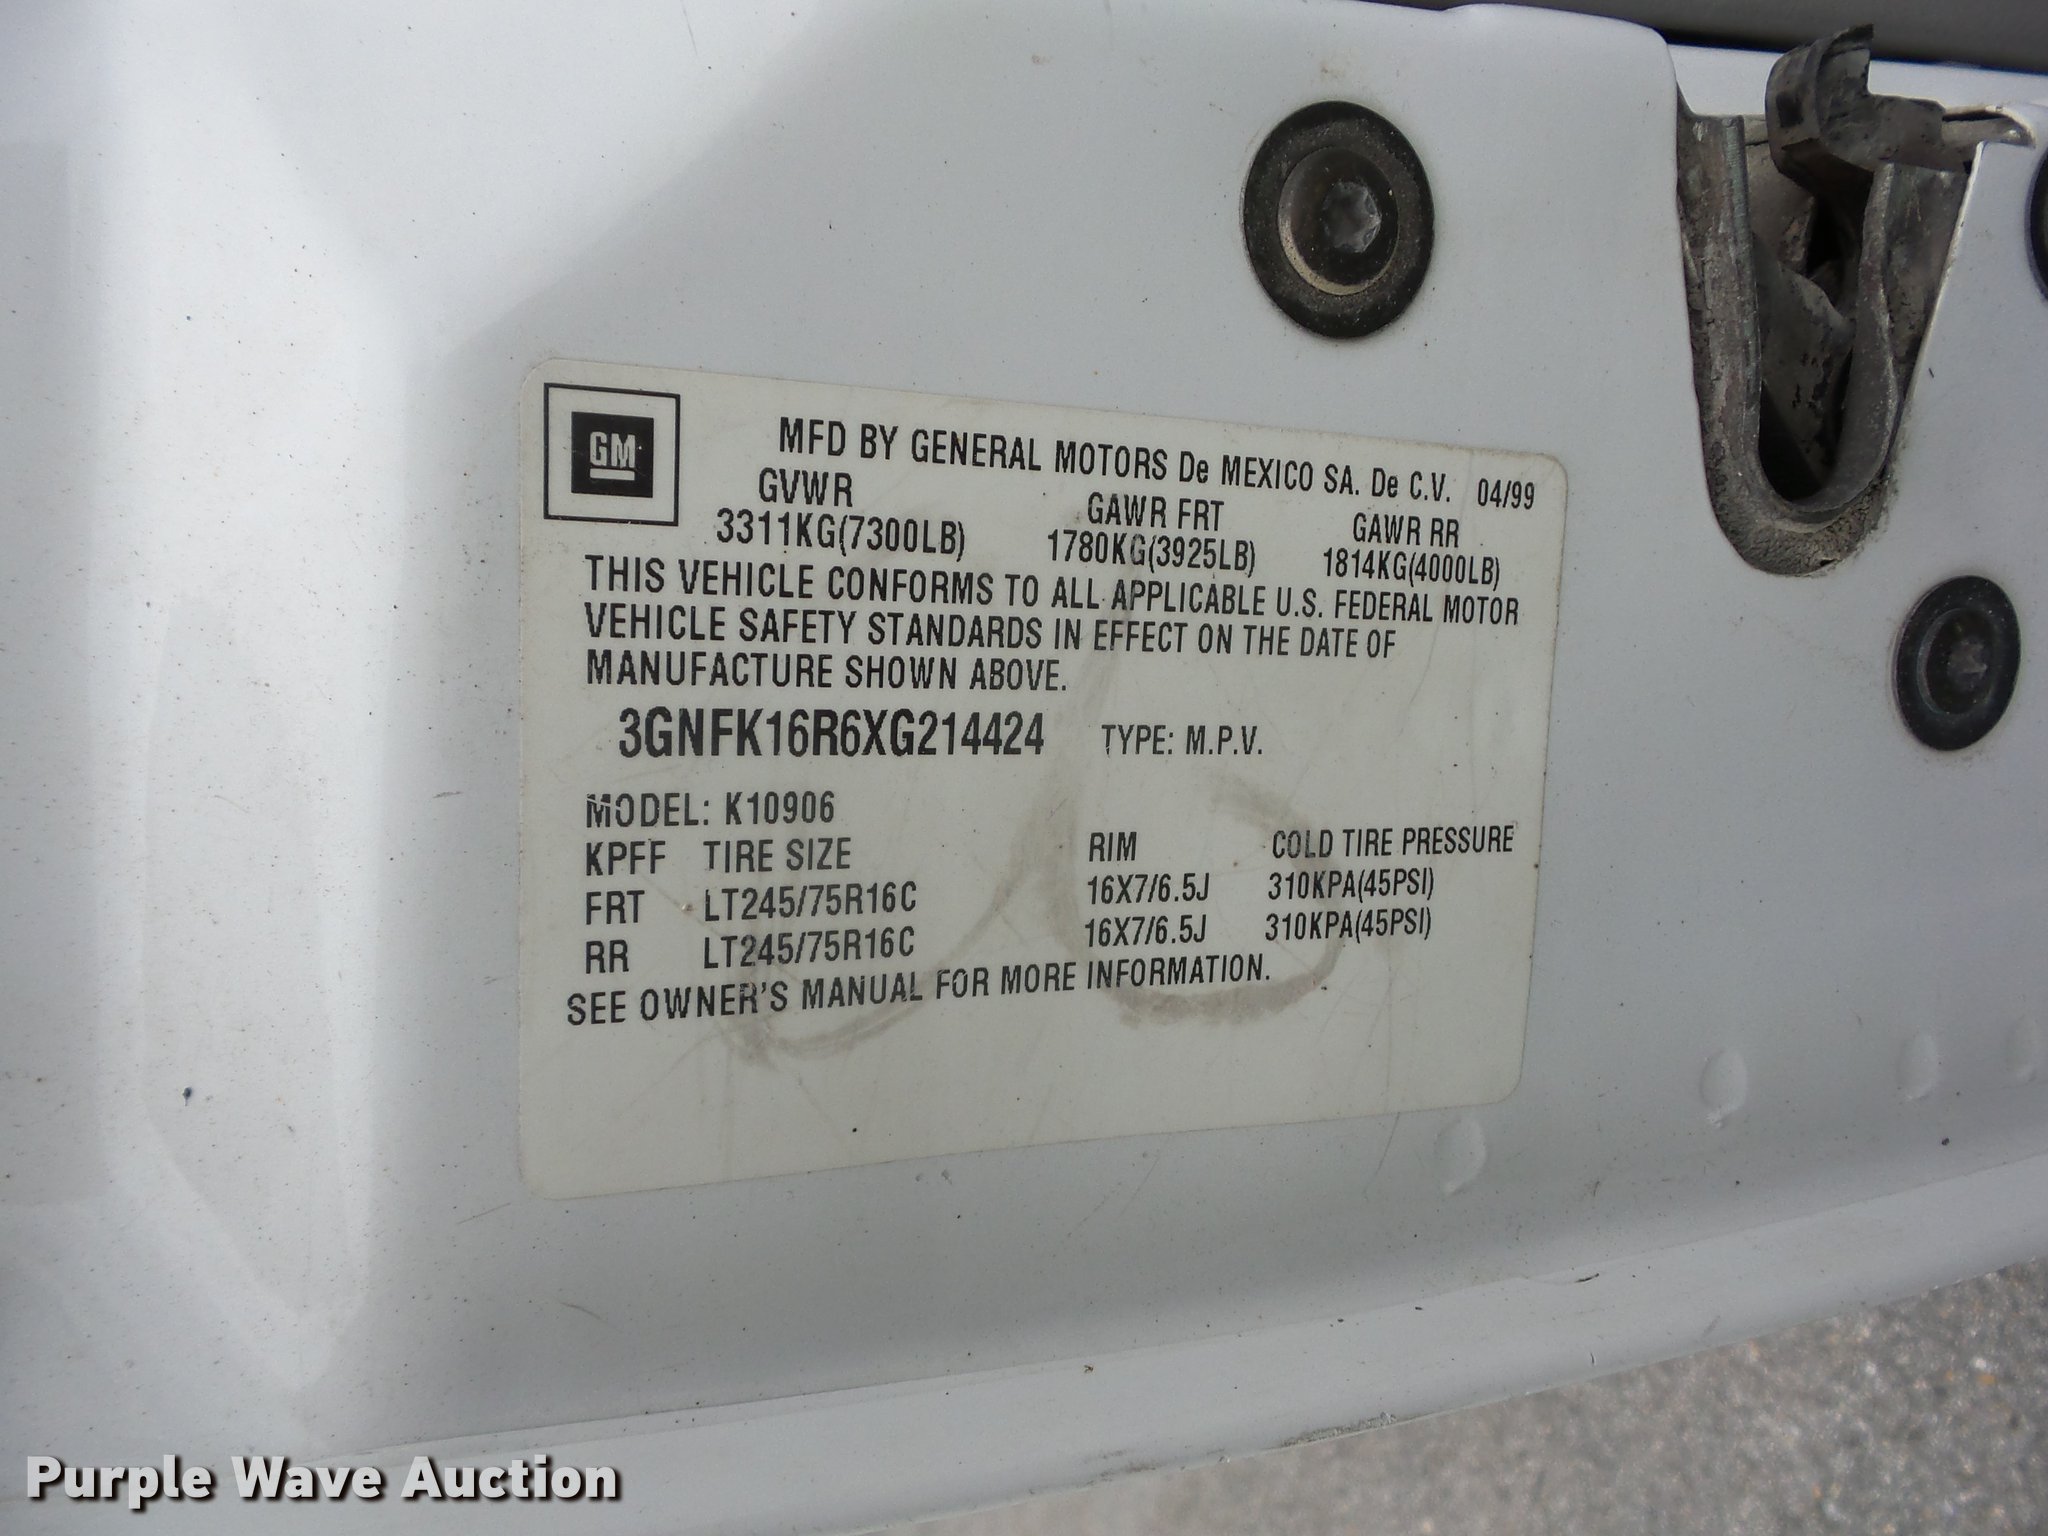 GM
MFD BY GENERAL MOTORS De MEXICO SA. De C.V. 04/99
GVWR GAWR FRT GAWR RR
3311KG(7300LB) 1780KG(3925LB) 1814KG(4000LB)
THIS VEHICLE CONFORMS TO ALL APPLICABLE U.S. FEDERAL MOTOR
VEHICLE SAFETY STANDARDS IN EFFECT ON THE DATE OF
MANUFACTURE SHOWN ABOVE.
3GNFK16R6XG214424 TYPE: M.P.V.
MODEL: K10906
KPFF TIRE SIZE RIM COLD TIRE PRESSURE
FRT LT245/75R16C 16X7/6.5J 310KPA(45PSI)
RR LT245/75R16C 16X7/6.5J 310KPA(45PSI)
SEE OWNER'S MANUAL FOR MORE INFORMATION.
Purple Wave Auction